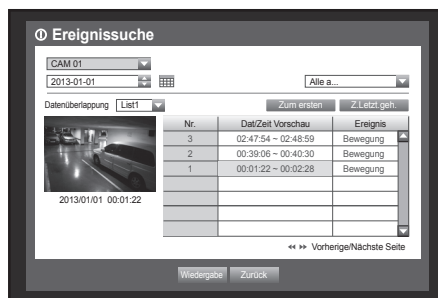 Ereignissuche
CAM 01
2013-01-01
Alle a...
Datenüberlappung List1 Zum ersten Z.Letzt.geh.
Nr. Dat/Zeit Vorschau Ereignis
3 02:47:54 ~ 02:48:59 Bewegung
2 00:39:06 ~ 00:40:30 Bewegung
1 00:01:22 ~ 00:02:28 Bewegung
2013/01/01 00:01:22
Vorherige/Nächste Seite
Wiedergabe Zurück